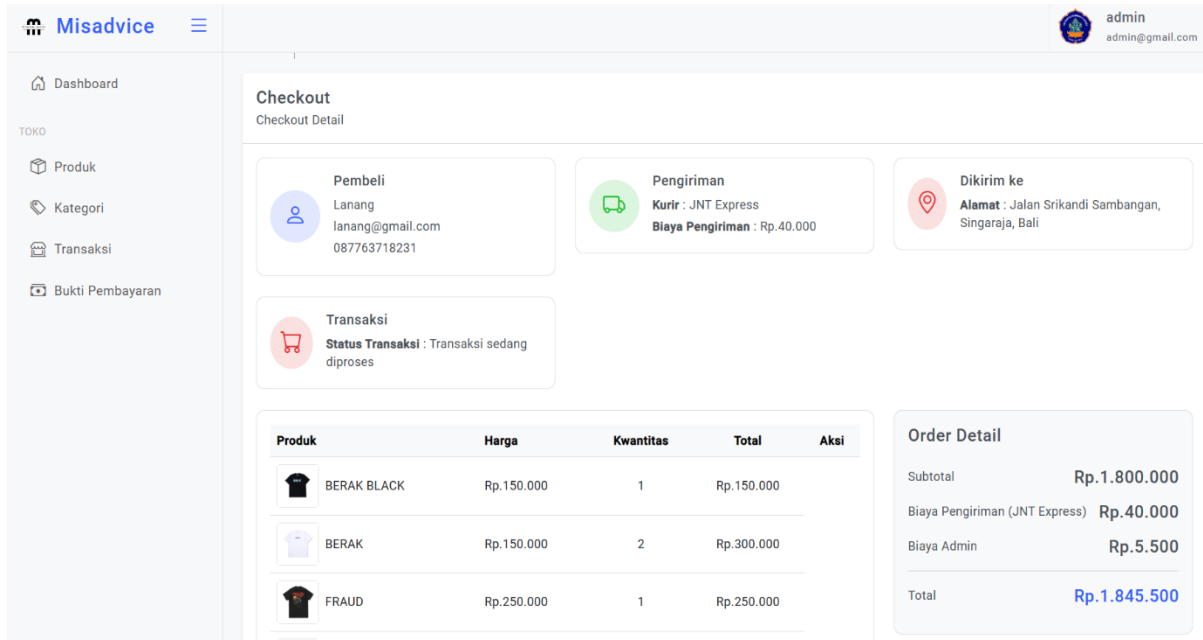 Misadvice
admin
admin@gmail.com
Dashboard
TOKO
Produk
Kategori
Transaksi
Bukti Pembayaran
Checkout
Checkout Detail
Pembeli
Lanang
lanang@gmail.com
087763718231
Pengiriman
Kurir : JNT Express
Biaya Pengiriman : Rp.40.000
Dikirim ke
Alamat : Jalan Srikandi Sambangan,
Singaraja, Bali
Transaksi
Status Transaksi : Transaksi sedang
diproses
Produk Harga Kwantitas Total Aksi
BERAK BLACK Rp.150.000 1 Rp.150.000
BERAK Rp.150.000 2 Rp.300.000
FRAUD Rp.250.000 1 Rp.250.000
Order Detail
Subtotal Rp.1.800.000
Biaya Pengiriman (JNT Express) Rp.40.000
Biaya Admin Rp.5.500
Total Rp.1.845.500